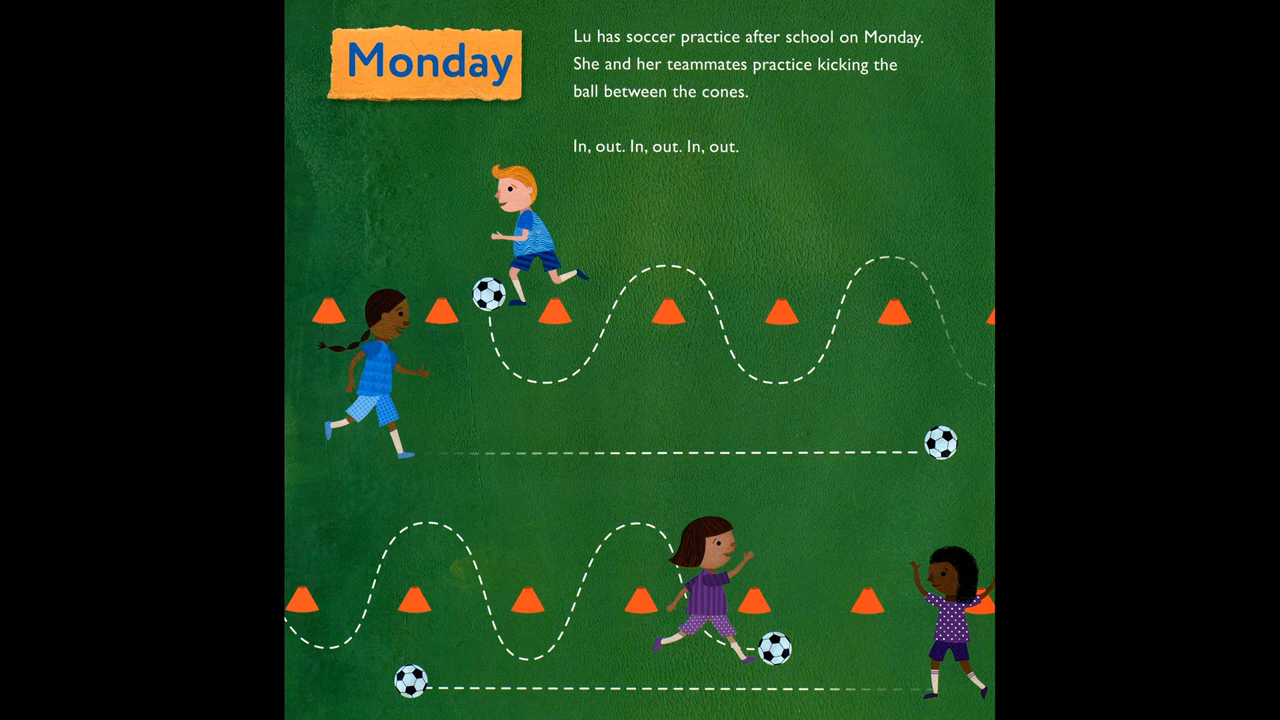 Monday
Lu has soccer practice after school on Monday.
She and her teammates practice kicking the
ball between the cones.
In, out. In, out. In, out.